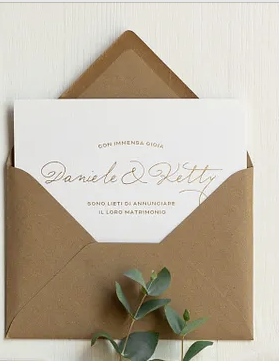 CON IMMENSA GIOIA
Daniele & Ketty
SONO LIETI DI ANNUNCIARE
IL LORO MATRIMONIO